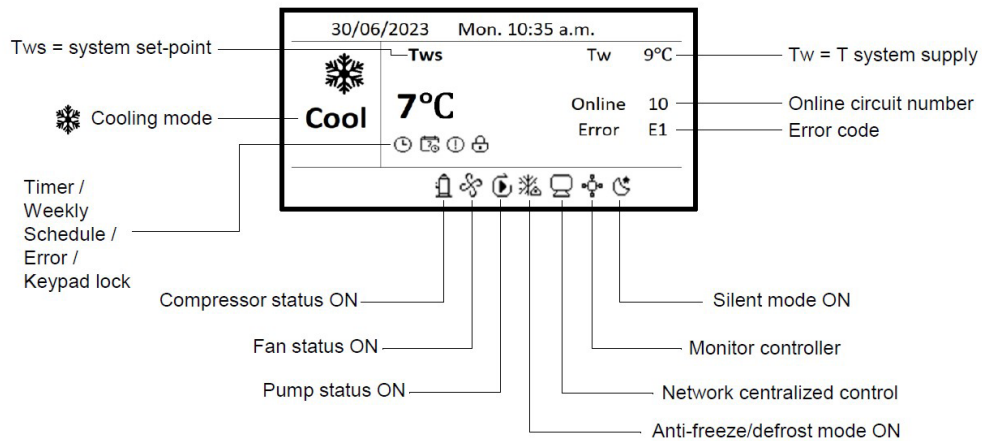 30/06/2023 Mon. 10:35 a.m.
Tws = system set-point
Tws
Tw 9°C
Tw = T system supply
7°C
Cool
Cooling mode
Online 10
Online circuit number
Error E1
Error code
Timer /
Weekly
Schedule /
Error /
Keypad lock
Compressor status ON
Silent mode ON
Fan status ON
Monitor controller
Pump status ON
Network centralized control
Anti-freeze/defrost mode ON